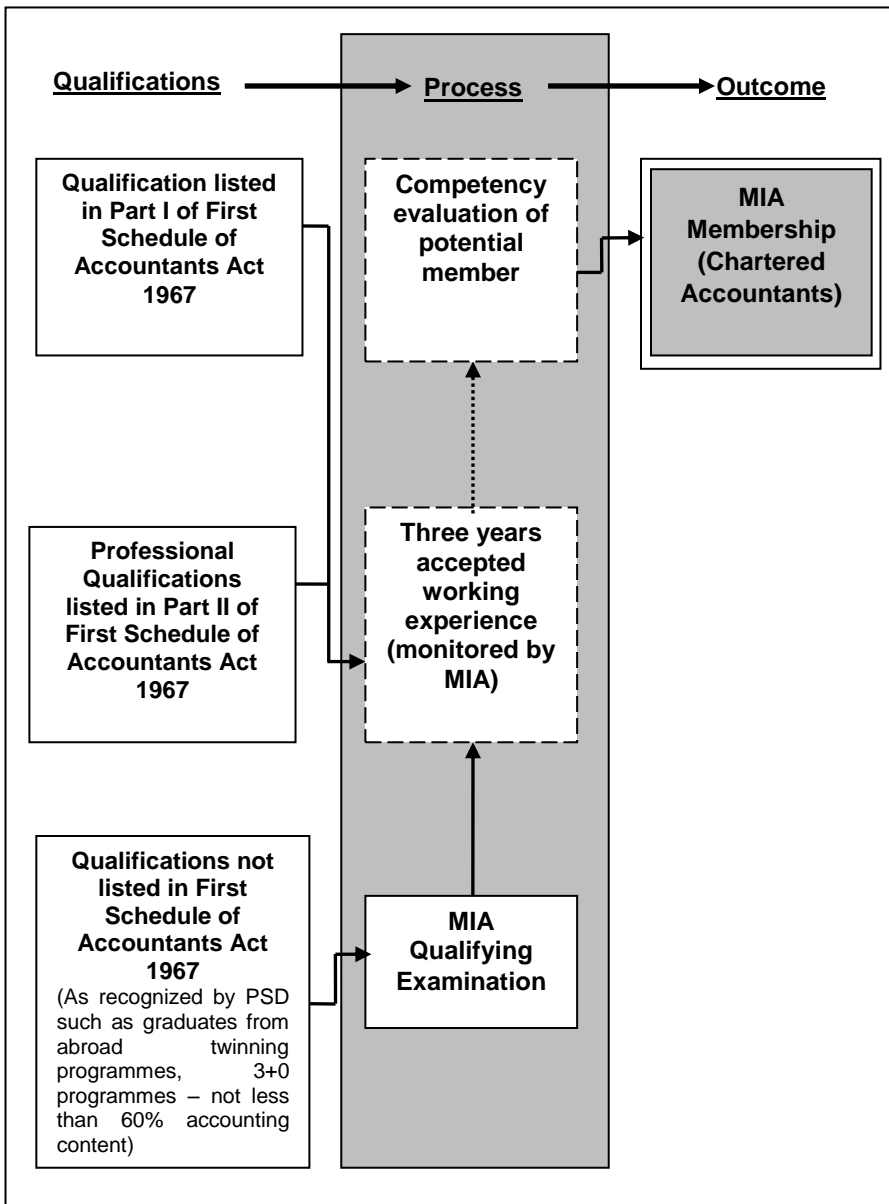 Qualifications
Process
Outcome
Qualification listed
in Part I of First
Schedule of
Accountants Act
1967
Competency
evaluation of
potential
member
MIA
Membership
(Chartered
Accountants)
Professional
Qualifications
listed in Part II of
First Schedule of
Accountants Act
1967
Three years
accepted
working
experience
(monitored by
MIA)
Qualifications not
listed in First
Schedule of
Accountants Act
1967
(As recognized by PSD
such as graduates from
abroad twinning
programmes, 3+0
programmes – not less
than 60% accounting
content)
MIA
Qualifying
Examination